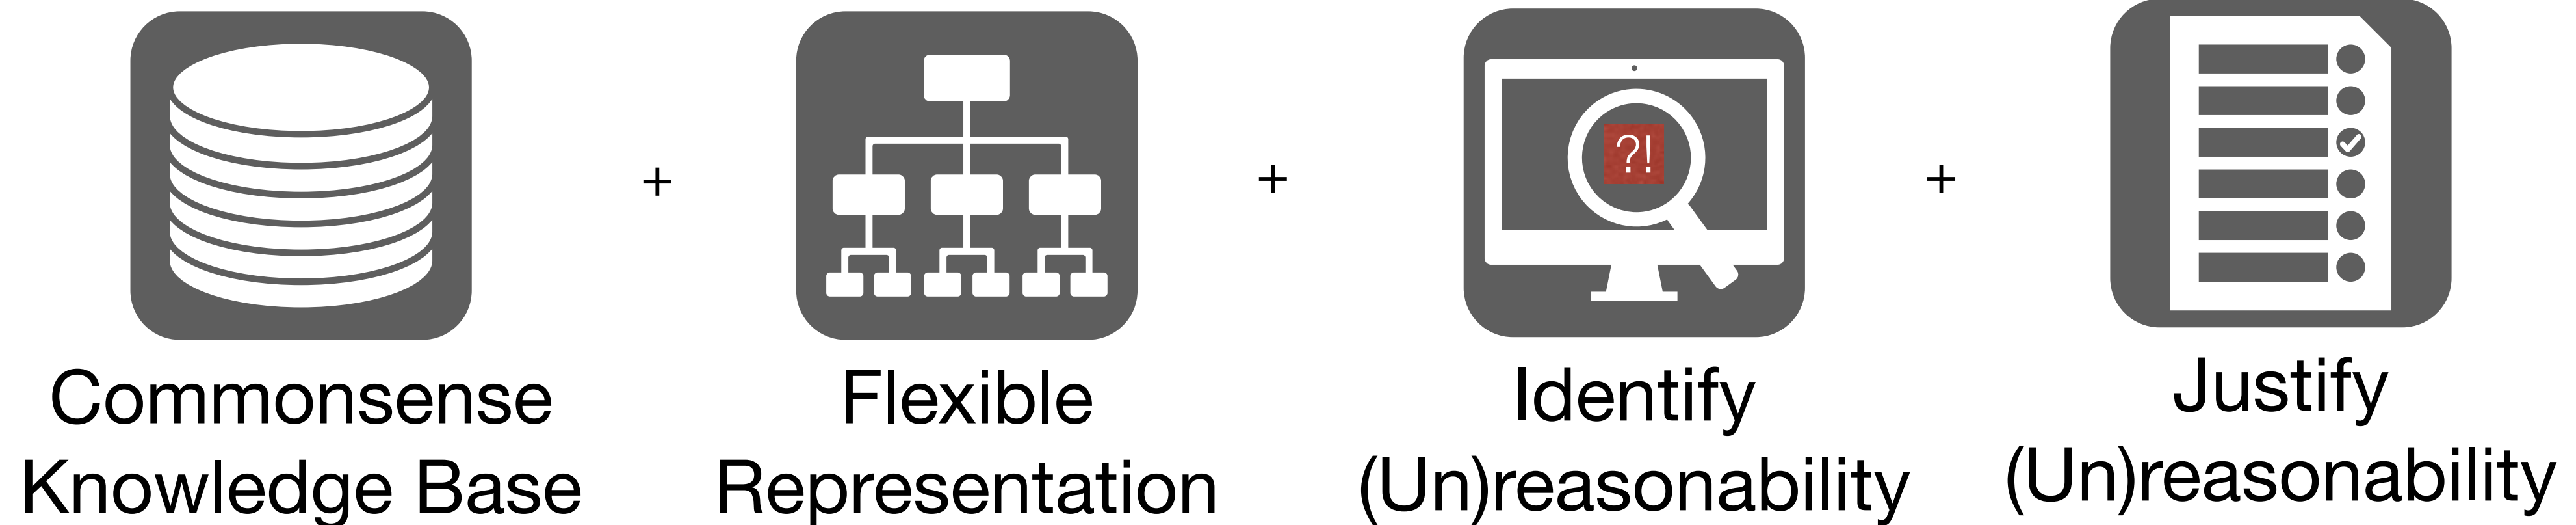 ?!
+
+
+
Commonsense
Knowledge Base
Flexible
Representation
Identify
(Un)reasonability
Justify
(Un)reasonability